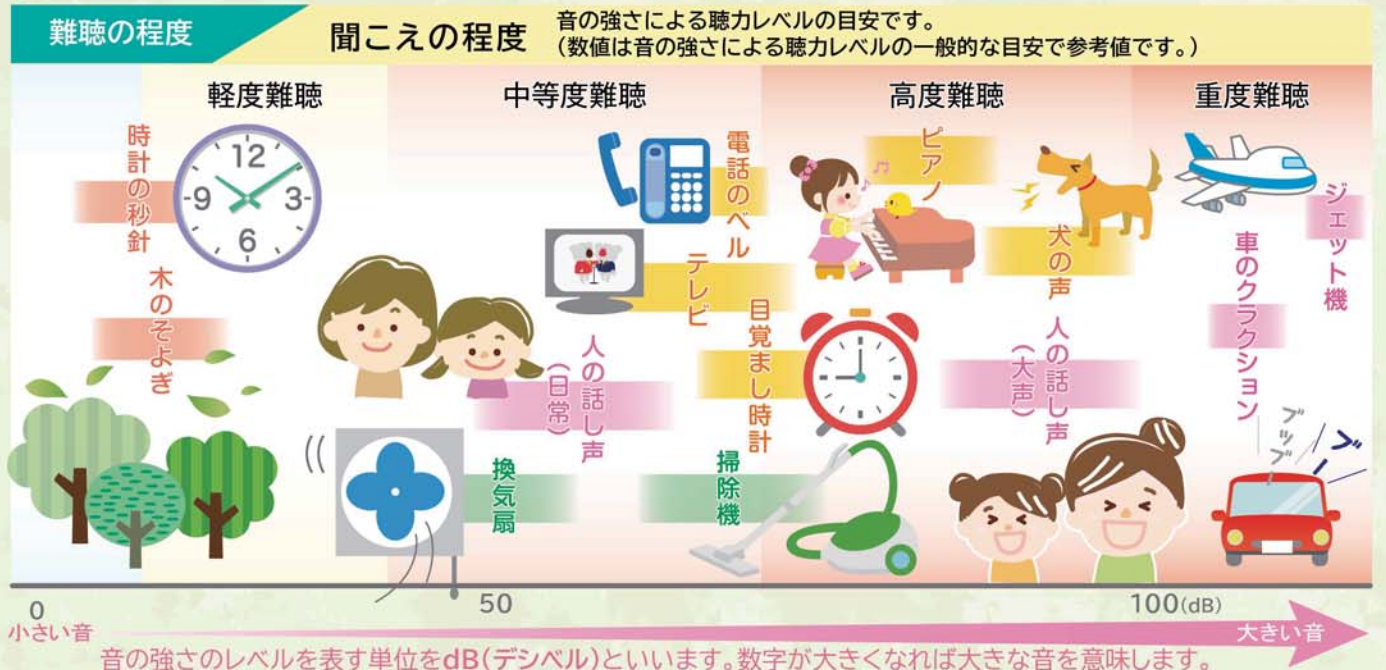 難聴の程度
聞こえの程度
音の強さによる聴力レベルの目安です。
(数値は音の強さによる聴力レベルの一般的な目安で参考値です。)
軽度難聴
中等度難聴
高度難聴
重度難聴
時計の秒針
12
3
6
9
木のそよぎ
電話のベル
テレビ
目覚まし時計
人の話し声
(日常)
換気扇
掃除機
ピアノ
犬の声
人の話し声
(大声)
ジェット機
車のクラクション
ブッブ
ブー
0
50
100(dB)
小さい音
大きい音
音の強さのレベルを表す単位をdB(デシベル)といいます。数字が大きくなれば大きな音を意味します。